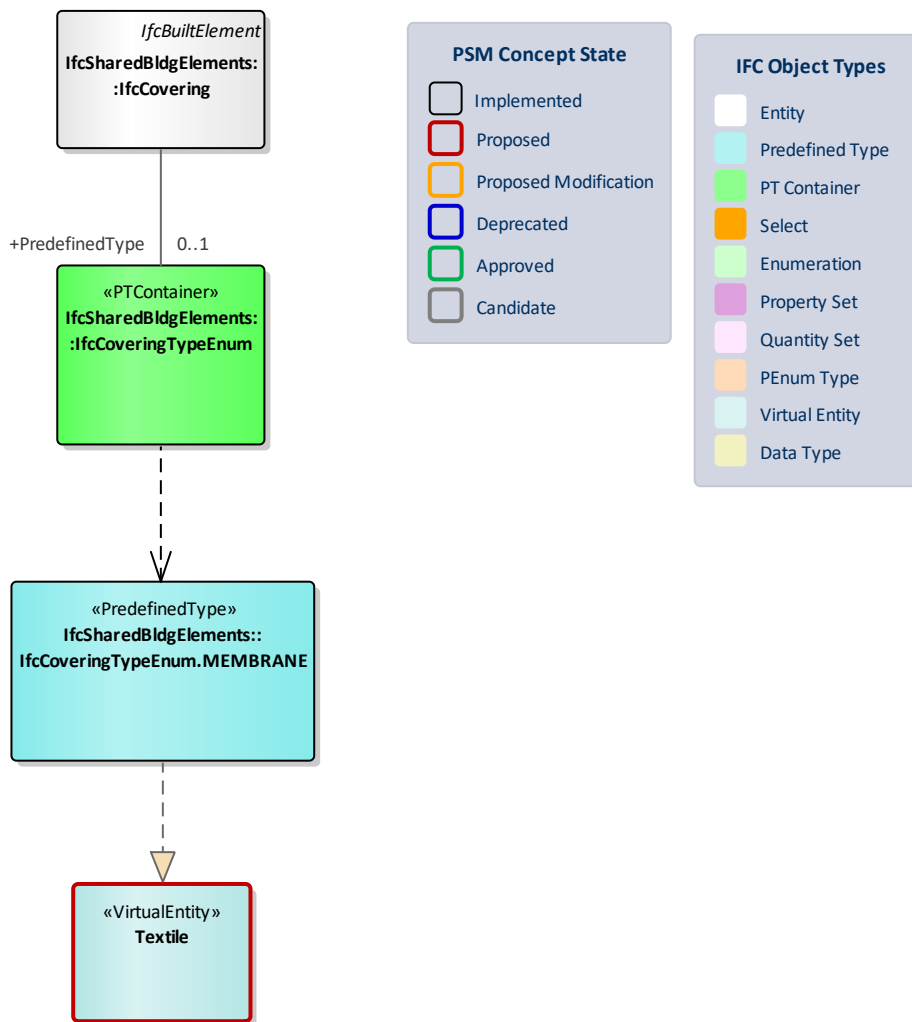 IfcBuiltElement
IfcSharedBldgElements:
:IfcCovering
+PredefinedType 0..1
«PTContainer»
IfcSharedBldgElements:
:IfcCoveringTypeEnum
«PredefinedType»
IfcSharedBldgElements::
IfcCoveringTypeEnum.MEMBRANE
«VirtualEntity»
Textile
PSM Concept State
Implemented
Proposed
Proposed Modification
Deprecated
Approved
Candidate
IFC Object Types
Entity
Predefined Type
PT Container
Select
Enumeration
Property Set
Quantity Set
PEnum Type
Virtual Entity
Data Type